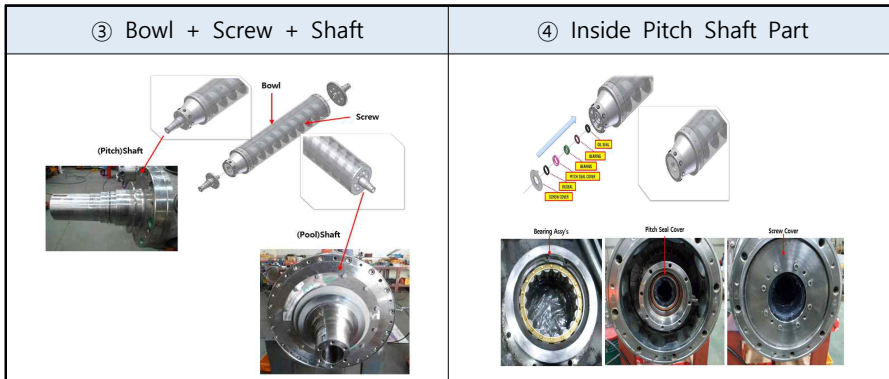 ③ Bowl + Screw + Shaft
④ Inside Pitch Shaft Part
Bowl
Screw
(Pitch)Shaft
(Pool)Shaft
OIL SEAL
BEARING
BEARING
PITCH SEAL COVER
OILSEAL
SCREW COVER
Bearing Assy's
Pitch Seal Cover
Screw Cover